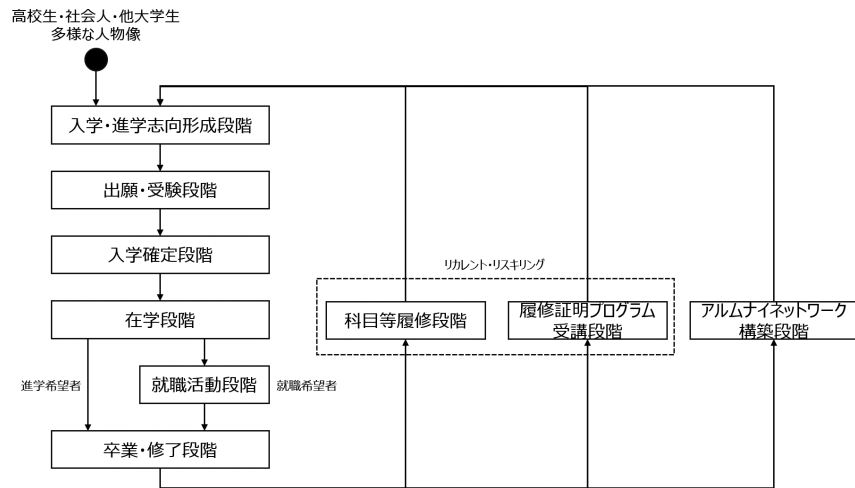 高校生・社会人・他大学生
多様な人物像
入学・進学志向形成段階
出願・受験段階
入学確定段階
リカレント・リスキリング
在学段階
科目等履修段階
履修証明プログラム
受講段階
アルムナイネットワーク
構築段階
進学希望者
就職活動段階
就職希望者
卒業・修了段階